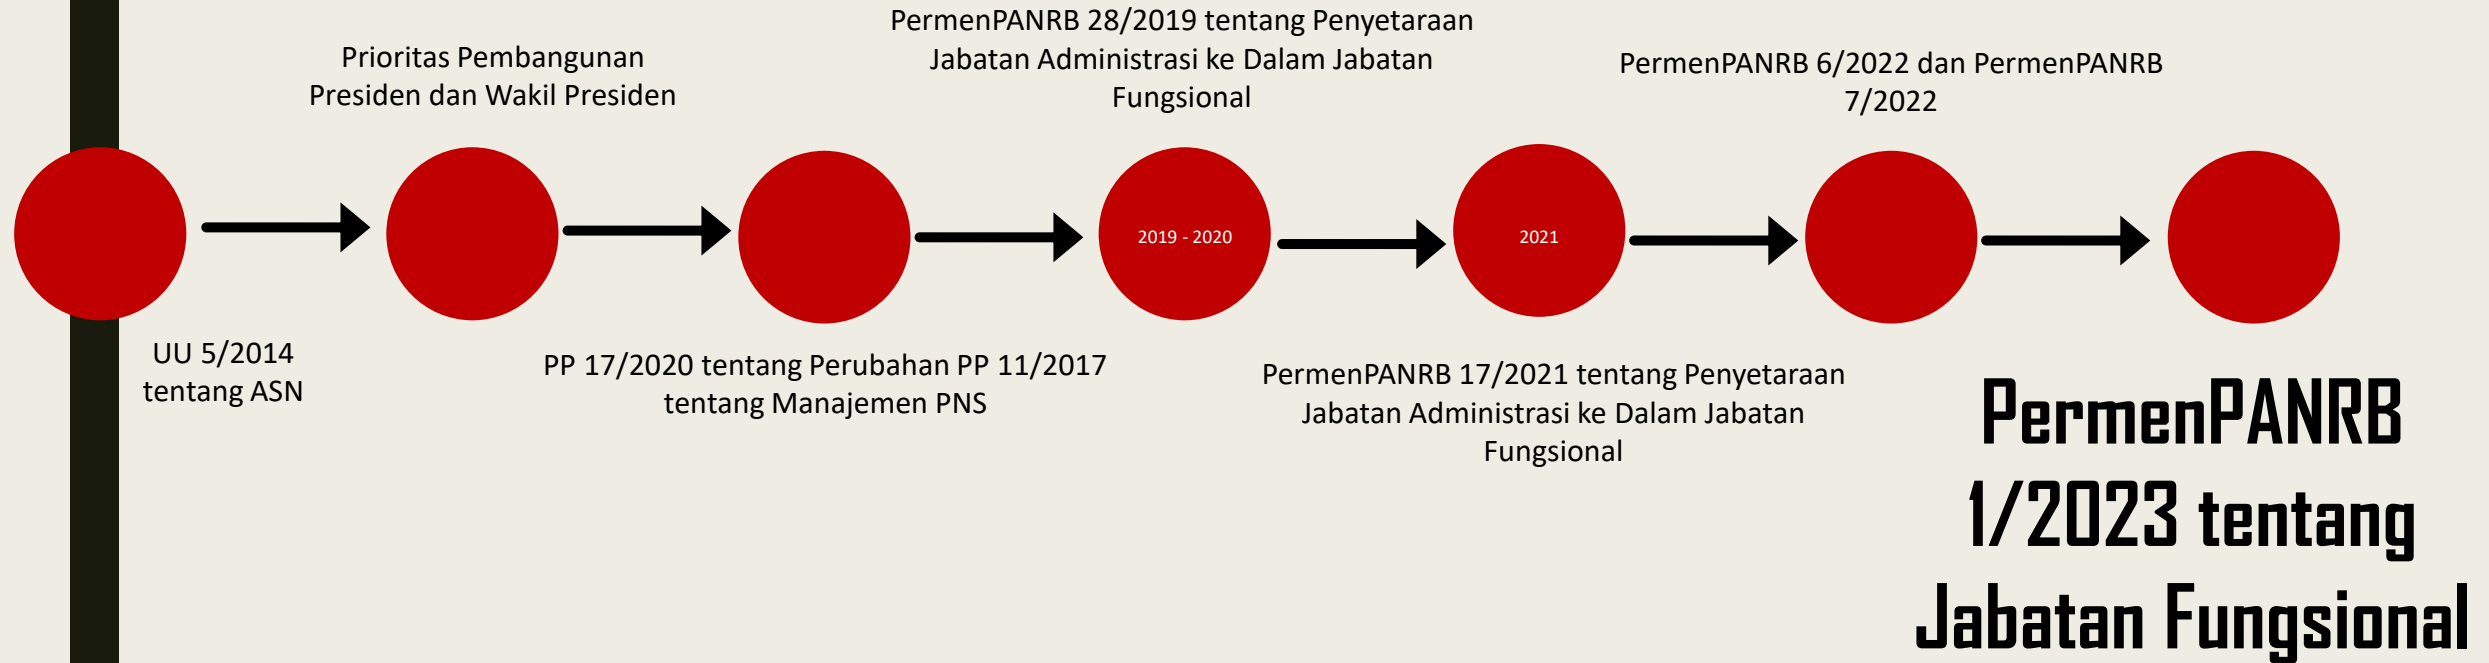 UU 5/2014
tentang ASN
Prioritas Pembangunan
Presiden dan Wakil Presiden
PP 17/2020 tentang Perubahan PP 11/2017
tentang Manajemen PNS
PermenPANRB 28/2019 tentang Penyetaraan
Jabatan Administrasi ke Dalam Jabatan
Fungsional
2019 - 2020
2021
PermenPANRB 17/2021 tentang Penyetaraan
Jabatan Administrasi ke Dalam Jabatan
Fungsional
PermenPANRB 6/2022 dan PermenPANRB
7/2022
PermenPANRB
1/2023 tentang
Jabatan Fungsional